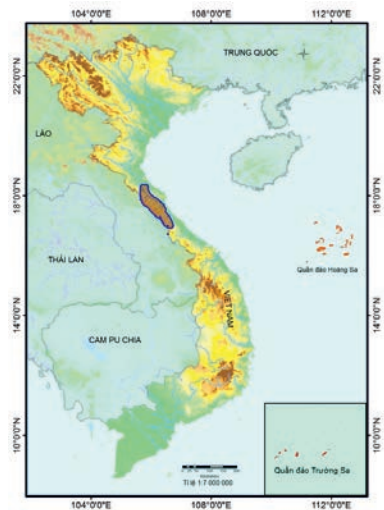 104°0'0"E
108°0'0"E
112°0'0"E
22°0'0"N
22°0'0"N
TRUNG QUỐC
LÀO
18°0'0"N
18°0'0"N
Quần đảo Hoàng Sa
THÁI LAN
VIỆT NAM
14°0'0"N
14°0'0"N
CAM PU CHIA
10°0'0"N
10°0'0"N
Quần đảo Trường Sa
Tỉ lệ 1:7 000 000
104°0'0"E
108°0'0"E
112°0'0"E